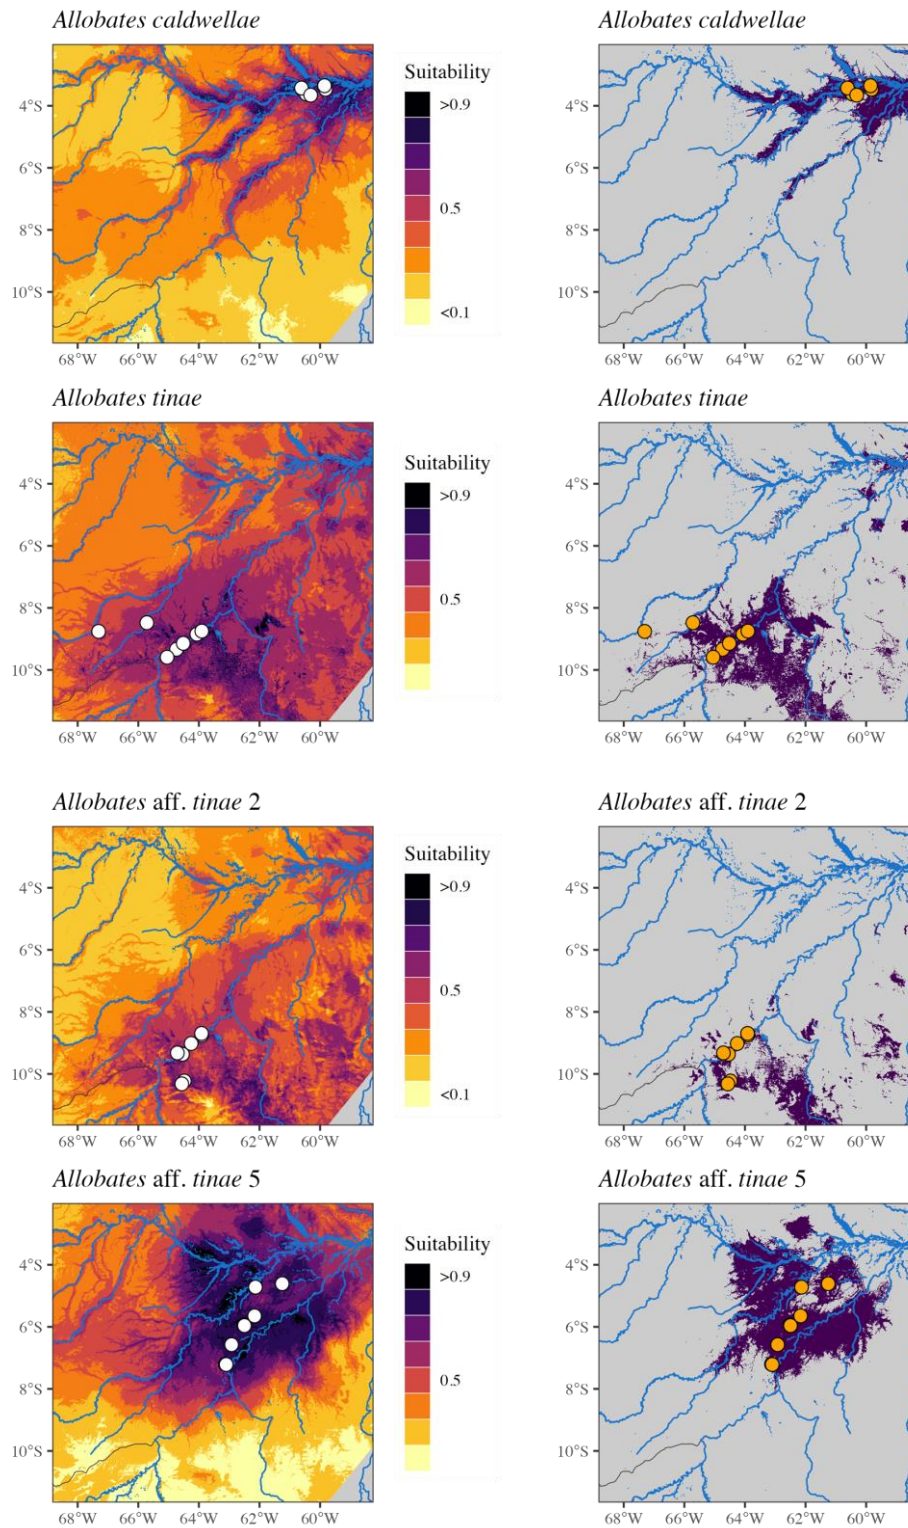 Allobates caldwellae
Allobates caldwellae
Suitability
>0.9
0.5
<0.1
4°S
6°S
8°S
10°S
4°S
6°S
8°S
10°S
68°W 66°W 64°W 62°W 60°W
68°W 66°W 64°W 62°W 60°W
Allobates tinae
Allobates tinae
Suitability
>0.9
0.5
4°S
6°S
8°S
10°S
4°S
6°S
8°S
10°S
68°W 66°W 64°W 62°W 60°W
68°W 66°W 64°W 62°W 60°W
Allobates aff. tinae 2
Allobates aff. tinae 2
Suitability
>0.9
0.5
<0.1
4°S
6°S
8°S
10°S
4°S
6°S
8°S
10°S
68°W 66°W 64°W 62°W 60°W
68°W 66°W 64°W 62°W 60°W
Allobates aff. tinae 5
Allobates aff. tinae 5
Suitability
>0.9
0.5
4°S
6°S
8°S
10°S
4°S
6°S
8°S
10°S
68°W 66°W 64°W 62°W 60°W
68°W 66°W 64°W 62°W 60°W